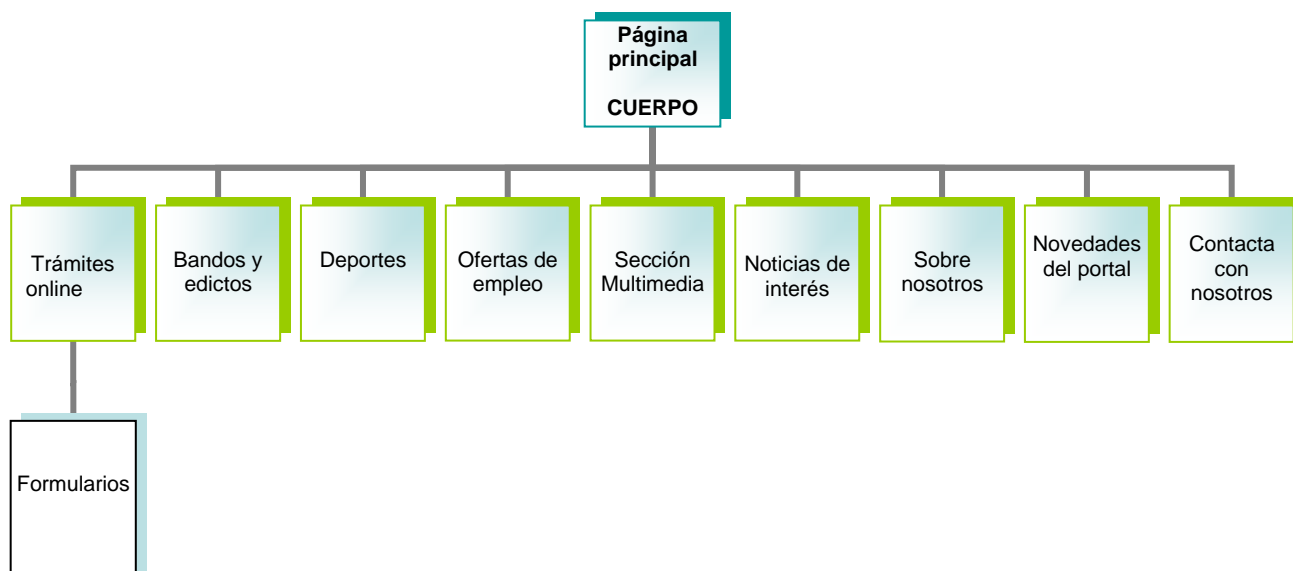 Página
principal
CUERPO
Trámites
online
Bandos y
edictos
Deportes
Ofertas de
empleo
Sección
Multimedia
Noticias de
interés
Sobre
nosotros
Novedades
del portal
Contacta
con
nosotros
Formularios